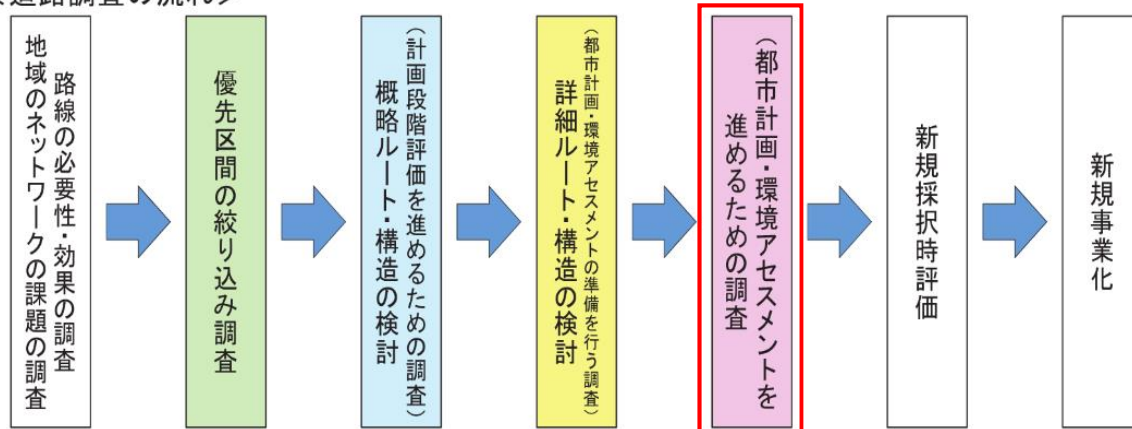 道路調査の流れ
路線の必要性・効果の調査
地域のネットワークの課題の調査
優先区間の絞り込み調査
概略ルート・構造の検討
（計画段階評価を進めるための調査）
詳細ルート・構造の検討
（都市計画・環境アセスメントの準備を行う調査）
（都市計画・環境アセスメントを
進めるための調査
新規採択時評価
新規事業化